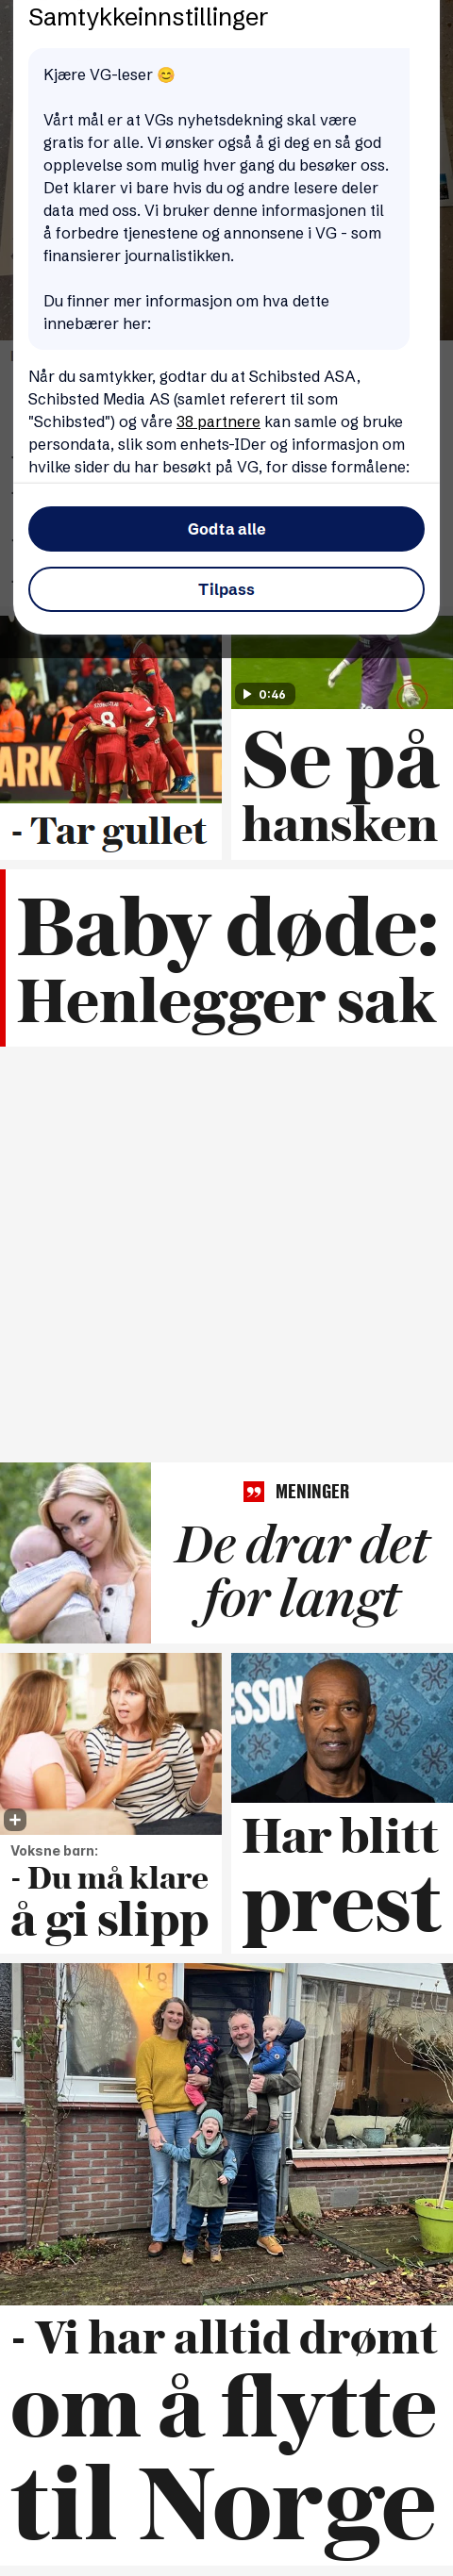 Samtykkeinnstillinger
Kjære VG-leser 😊
Vårt mål er at VGs nyhetsdekning skal være
gratis for alle. Vi ønsker også å gi deg en så god
opplevelse som mulig hver gang du besøker oss.
Det klarer vi bare hvis du og andre lesere deler
data med oss. Vi bruker denne informasjonen til
å forbedre tjenestene og annonsene i VG - som
finansierer journalistikken.
Du finner mer informasjon om hva dette
innebærer her:
Når du samtykker, godtar du at Schibsted ASA,
Schibsted Media AS (samlet referert til som
"Schibsted") og våre 38 partnere kan samle og bruke
persondata, slik som enhets-IDer og informasjon om
hvilke sider du har besøkt på VG, for disse formålene:
Godta alle
Tilpass
8
ARK
- Tar gullet
0:46
Se på
hansken
Baby døde:
Henlegger sak
MENINGER
De drar det
for langt
Voksne barn:
- Du må klare
å gi slipp
ESSON
Har blitt
prest
18
- Vi har alltid drømt
om å flytte
til Norge